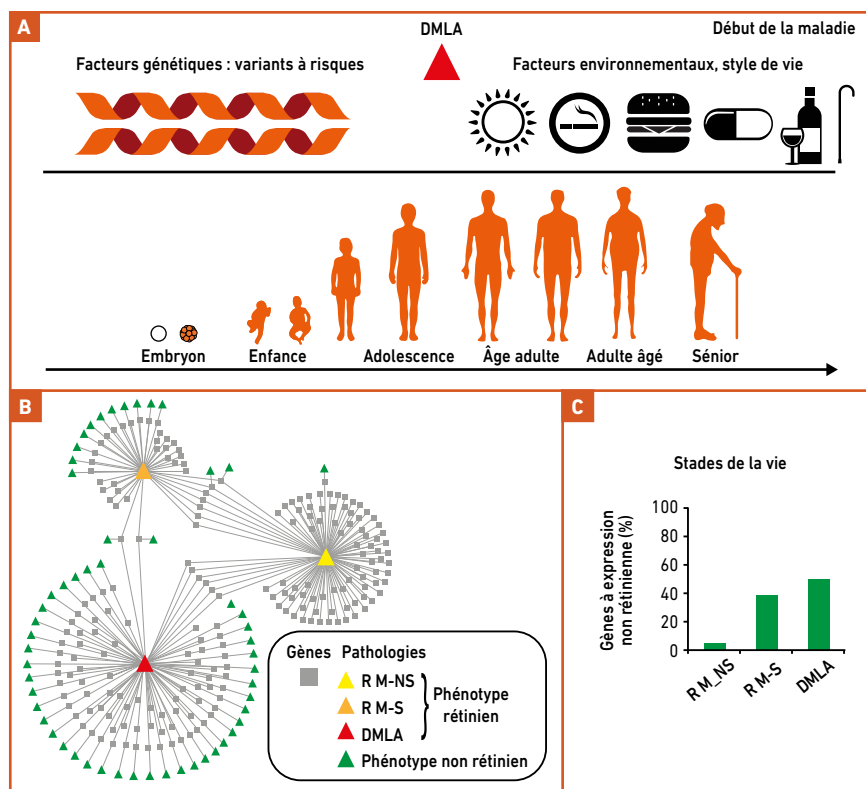 A
DMLA
Début de la maladie
Facteurs génétiques : variants à risques
Facteurs environnementaux, style de vie
Embryon
Enfance
Adolescence
Âge adulte
Adulte âgé
Sénior
B
Gènes
Pathologies
R M-NS
R M-S
DMLA
Phénotype
rétinien
Phénotype non rétinien
C
Stades de la vie
Gènes à expression
non rétinienne (%)
100
80
60
40
20
0
R M_NS
R M-S
DMLA